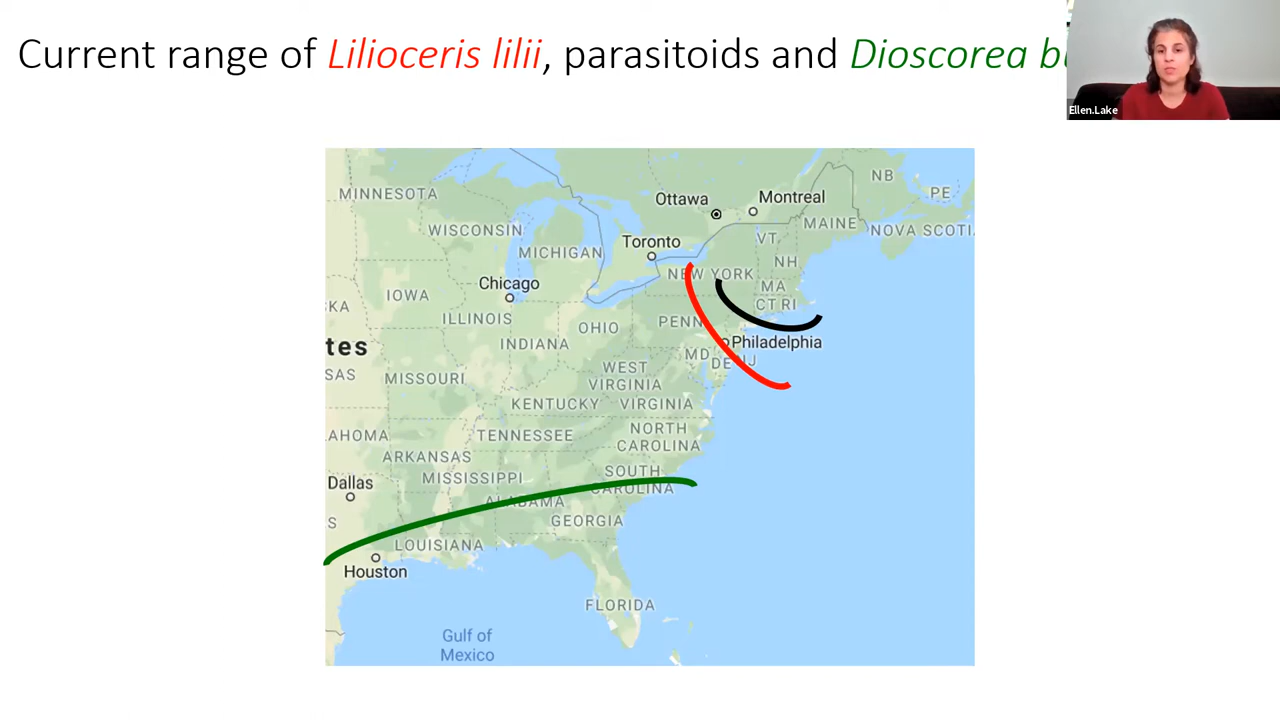 Current range of Lilioceris lilii, parasitoids and Dioscorea
Ellen.Lake
NB
PE
MINNESOTA
Ottawa
Montreal
MAINE
NOVA SCOTI
WISCONSIN
VT
Toronto
MICHIGAN
NH
NEW YORK
Chicago
MA
IOWA
CT RI
KA
ILLINOIS
OHIO
PENN
tes
INDIANA
Philadelphia
MD
DE
NJ
SAS
MISSOURI
WEST
VIRGINIA
KENTUCKY
VIRGINIA
NORTH
CAROLINA
AHOMA
TENNESSEE
ARKANSAS
SOUTH
CAROLINA
MISSISSIPPI
Dallas
ALABAMA
S
GEORGIA
LOUISIANA
Houston
FLORIDA
Gulf of
Mexico